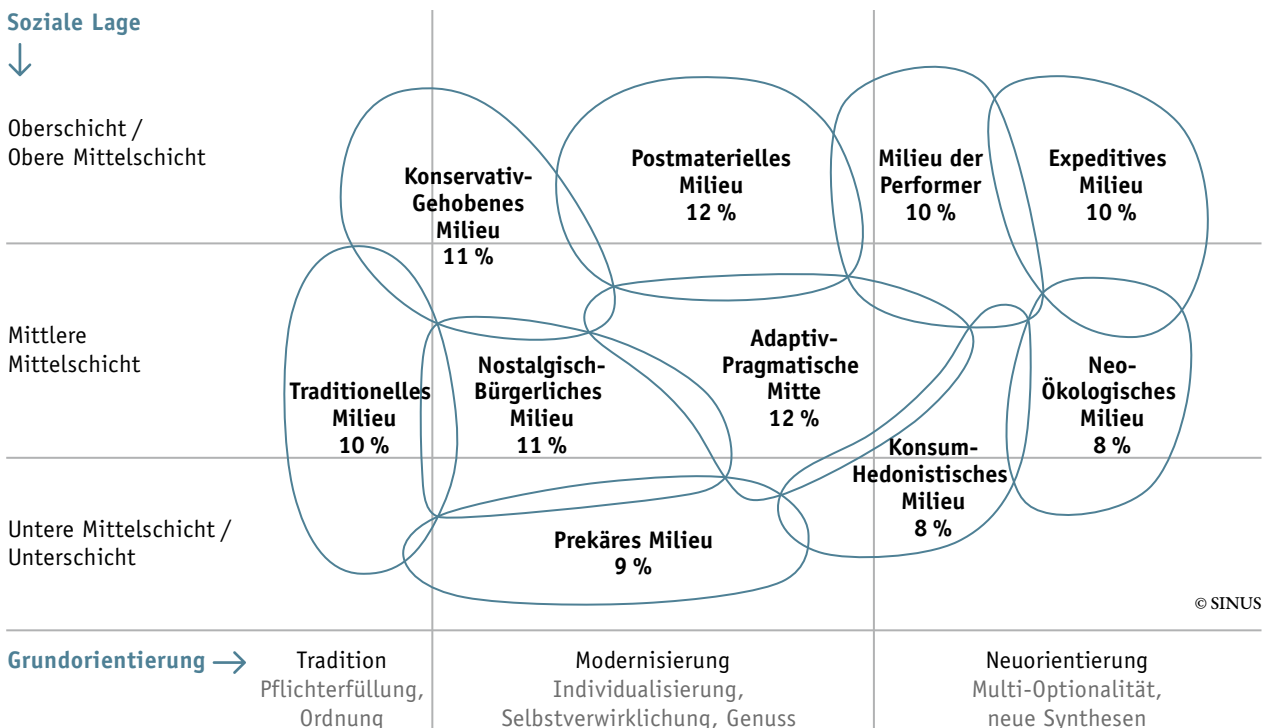 Soziale Lage
Oberschicht /
Obere Mittelschicht
Konservativ-
Gehobenes
Milieu
11 %
Postmaterielles
Milieu
12 %
Milieu der
Performer
10 %
Expeditives
Milieu
10 %
Mittlere
Mittelschicht
Traditionelles
Milieu
10 %
Nostalgisch-
Bürgerliches
Milieu
11 %
Adaptiv-
Pragmatische
Mitte
12 %
Neo-
Ökologisches
Milieu
8 %
Konsum-
Hedonistisches
Milieu
8 %
Untere Mittelschicht /
Unterschicht
Prekäres Milieu
9 %
© SINUS
Grundorientierung
Tradition
Pflichterfüllung,
Ordnung
Modernisierung
Individualisierung,
Selbstverwirklichung, Genuss
Neuorientierung
Multi-Optionalität,
neue Synthesen